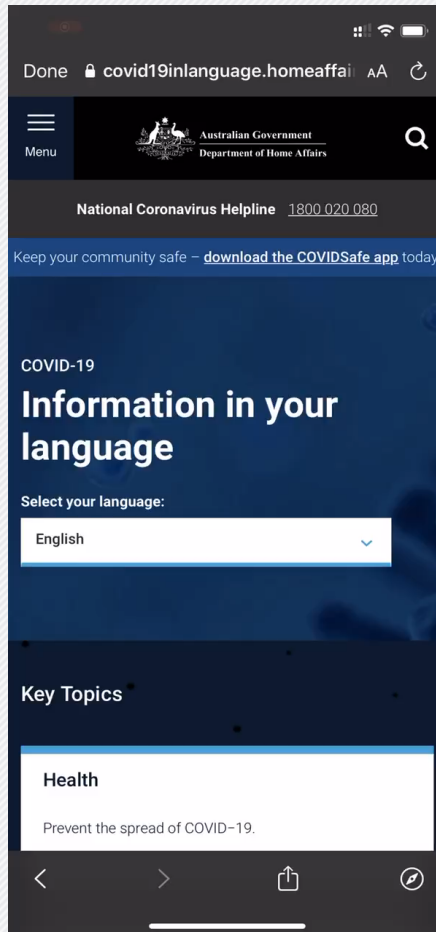 Done covid19inlanguage.homeaffai AA
Menu
Australian Government
Department of Home Affairs
National Coronavirus Helpline 1800 020 080
Keep your community safe – download the COVIDSafe app today
COVID-19
Information in your
language
Select your language:
English
Key Topics
Health
Prevent the spread of COVID-19.